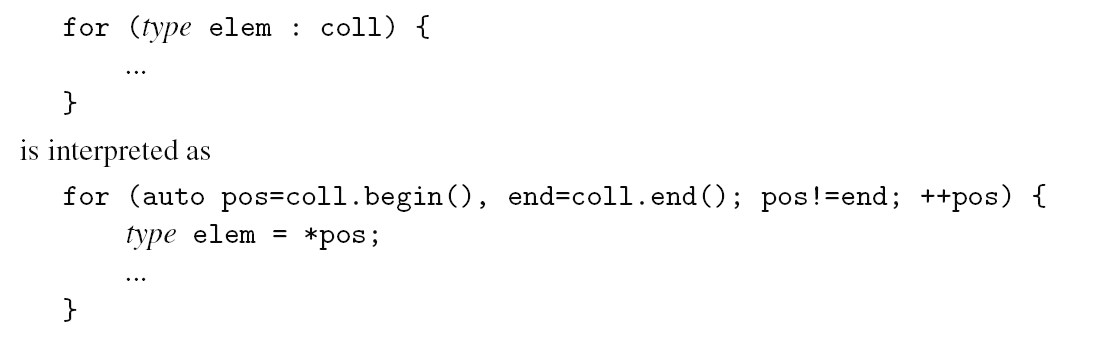 for (type elem : coll) {
...
}
is interpreted as
for (auto pos=coll.begin(), end=coll.end(); pos!=end; ++pos) {
type elem = *pos;
...
}